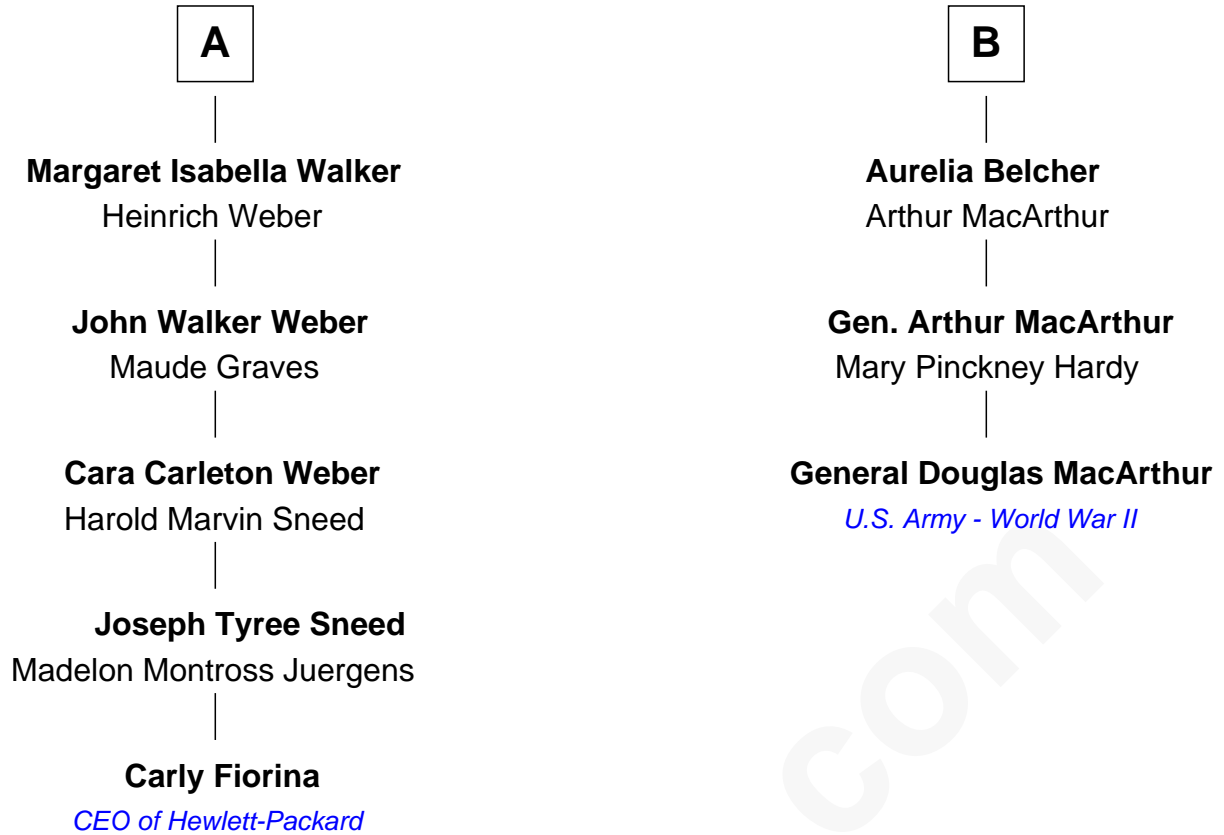 A
Margaret Isabella Walker
Heinrich Weber
John Walker Weber
Maude Graves
Cara Carleton Weber
Harold Marvin Sneed
Joseph Tyree Sneed
Madelon Montross Juergens
Carly Fiorina
CEO of Hewlett-Packard
B
Aurelia Belcher
Arthur MacArthur
Gen. Arthur MacArthur
Mary Pinckney Hardy
General Douglas MacArthur
U.S. Army - World War II
com